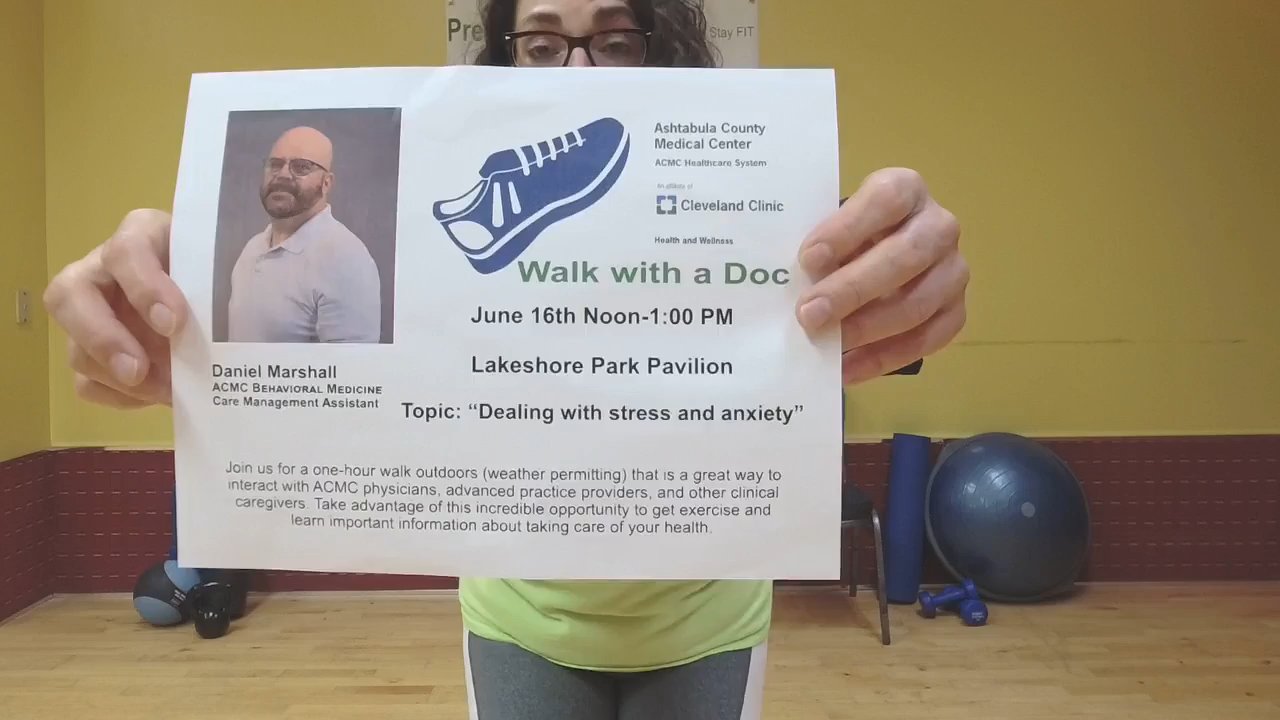 Pre
Stay FIT
Ashtabula County
Medical Center
ACMC Healthcare System
An affiliate of
Cleveland Clinic
Health and Wellness
Walk with a Doc
June 16th Noon-1:00 PM
Lakeshore Park Pavilion
Topic: “Dealing with stress and anxiety”
Daniel Marshall
ACMC BEHAVIORAL MEDICINE
Care Management Assistant
Join us for a one-hour walk outdoors (weather permitting) that is a great way to
interact with ACMC physicians, advanced practice providers, and other clinical
caregivers. Take advantage of this incredible opportunity to get exercise and
learn important information about taking care of your health.